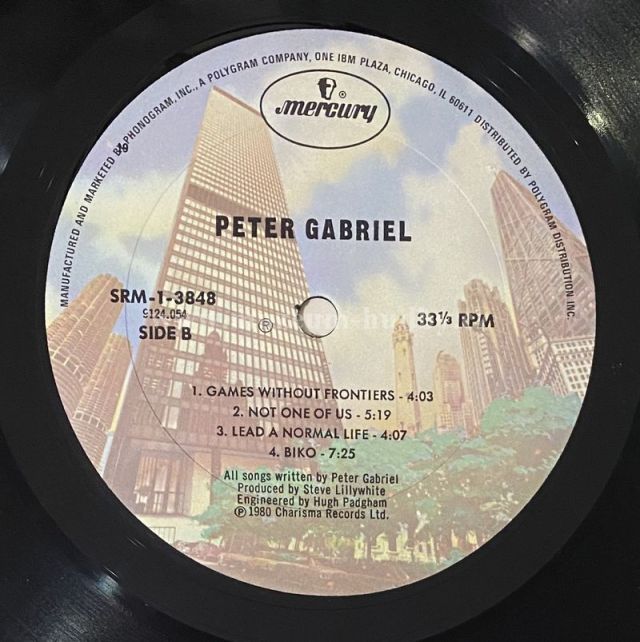 MANUFACTURED AND MARKETED BY PHONOGRAM, INC., A POLYGRAM COMPANY, ONE IBM PLAZA, CHICAGO, IL 60611 DISTRIBUTED BY POLYGRAM DISTRIBUTION INC.
mercury ®
19
PETER GABRIEL
SRM-1-3848
9124.054
SIDE B
Ⓡ
33⅓ RPM
1. GAMES WITHOUT FRONTIERS - 4:03
2. NOT ONE OF US - 5:19
3. LEAD A NORMAL LIFE - 4:07
4. BIKO - 7:25
All songs written by Peter Gabriel
Produced by Steve Lillywhite
Engineered by Hugh Padgham
℗ 1980 Charisma Records Ltd.